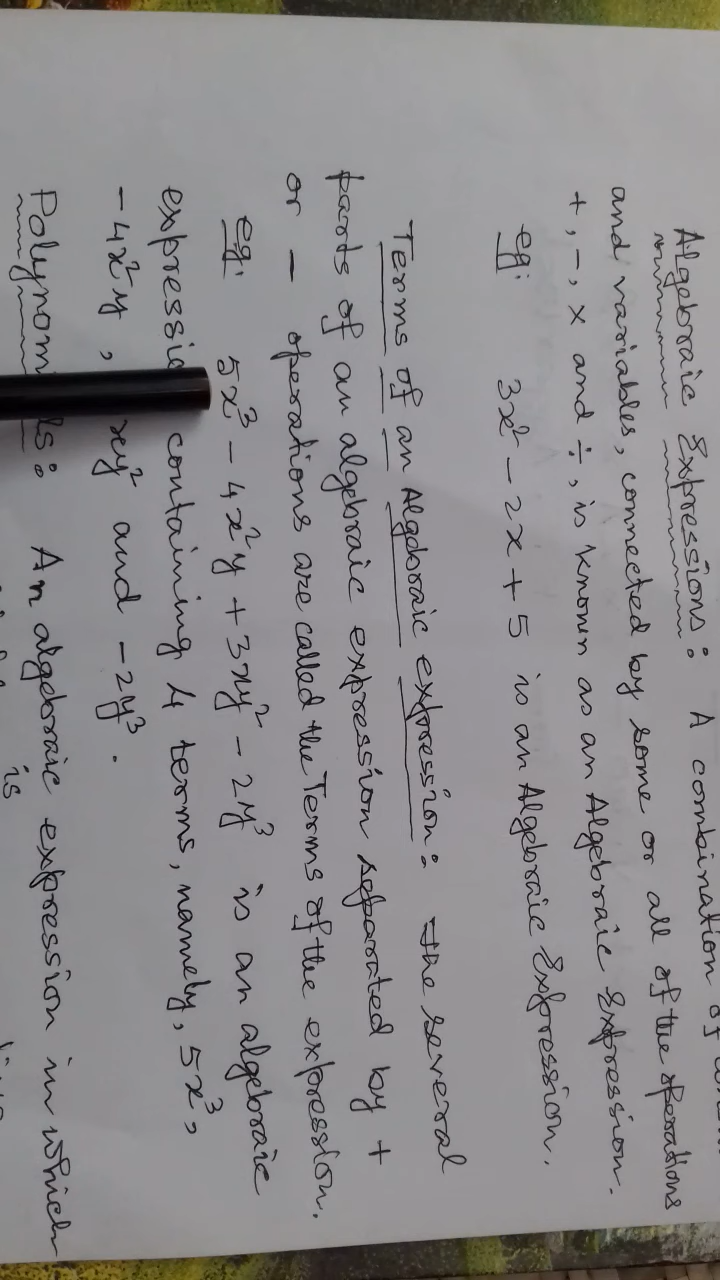 Algebraic Expressions: A combination of
and variables, connected by some or all of the operations
+, -, × and ÷, is known as an Algebraic Expression.
eg: 3x² - 2x + 5 is an Algebraic Expression.
Terms of an Algebraic expression: The several
parts of an algebraic expression separated by +
or - operations are called the Terms of the expression.
eg: 5x³ - 4x²y + 3xy² - 2y³ is an algebraic
containing 4 terms, namely, 5x³,
- 4x²y, xy² and - 2y³.
An algebraic expression in which
is